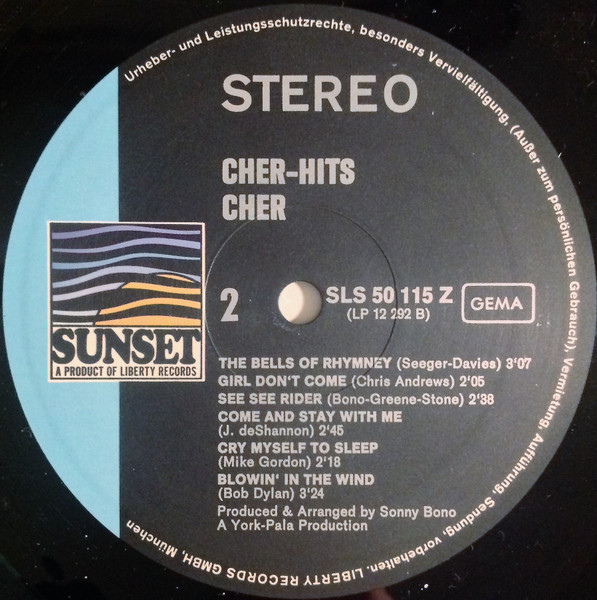 Urheber- und Leistungsschutzrechte, besonders Vervielfältigung, (Außer zum persönlichen Gebrauch), Vermietung, Aufführung, Sendung, vorbehalten. LIBERTY RECORDS GMBH, München
STEREO
CHER-HITS
CHER
2
SLS 50 115 Z
(LP 12 292 B)
GEMA
SUNSET
A PRODUCT OF LIBERTY RECORDS
THE BELLS OF RHYMNEY (Seeger-Davies) 3'07
GIRL DON'T COME (Chris Andrews) 2'05
SEE SEE RIDER (Bono-Greene-Stone) 2'38
COME AND STAY WITH ME
(J. deShannon) 2'45
CRY MYSELF TO SLEEP
(Mike Gordon) 2'18
BLOWIN' IN THE WIND
(Bob Dylan) 3'24
Produced & Arranged by Sonny Bono
A York-Pala Production